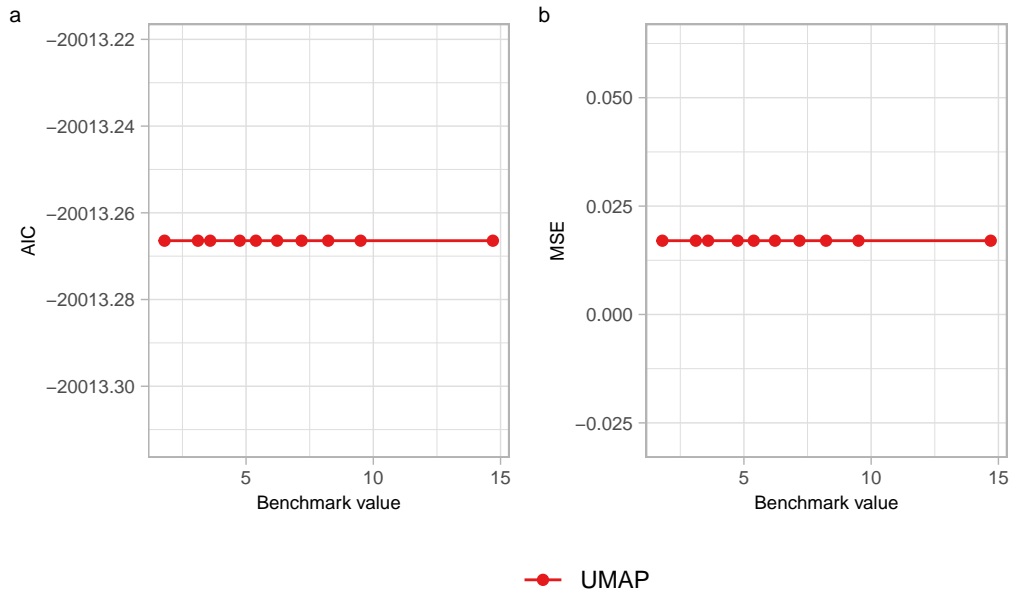 a
−20013.22
−20013.24
−20013.26
−20013.28
−20013.30
AIC
5 10 15
Benchmark value
b
0.050
0.025
0.000
−0.025
MSE
5 10 15
Benchmark value
UMAP